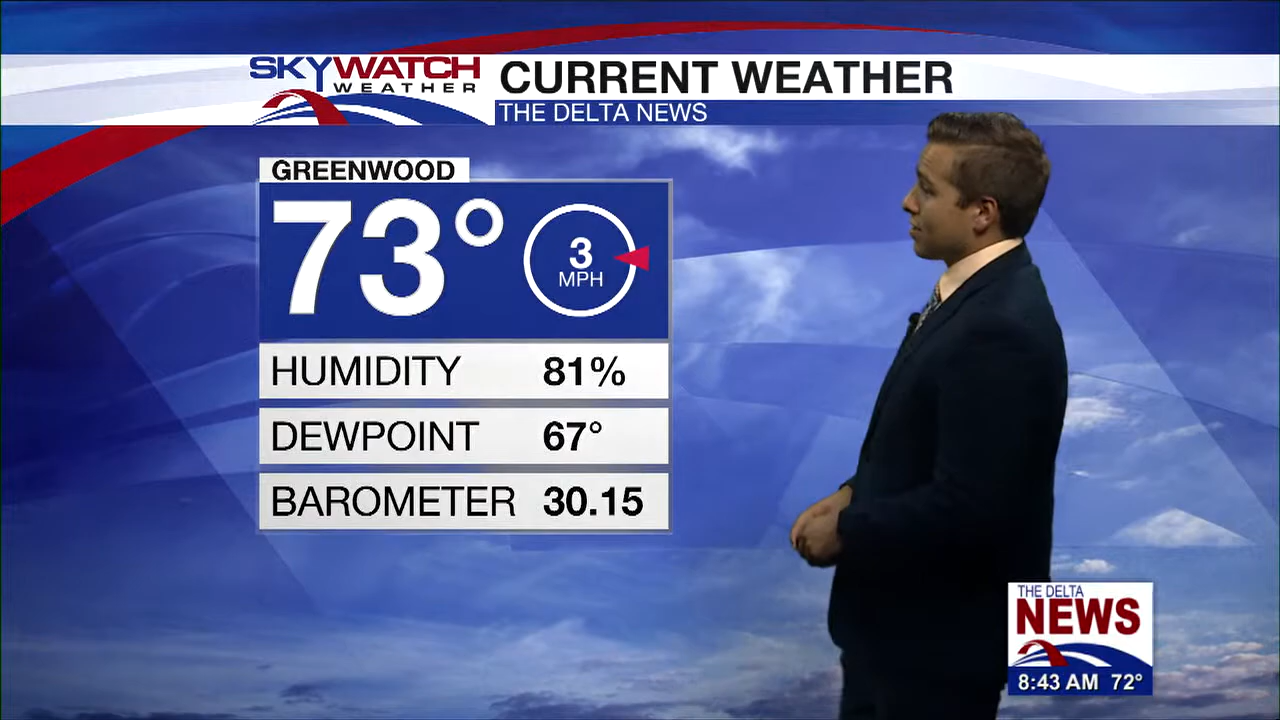 SKYWATCH
WEATHER
CURRENT WEATHER
THE DELTA NEWS
GREENWOOD
73°
3
MPH
HUMIDITY 81%
DEWPOINT 67°
BAROMETER 30.15
THE DELTA
NEWS
8:43 AM 72°